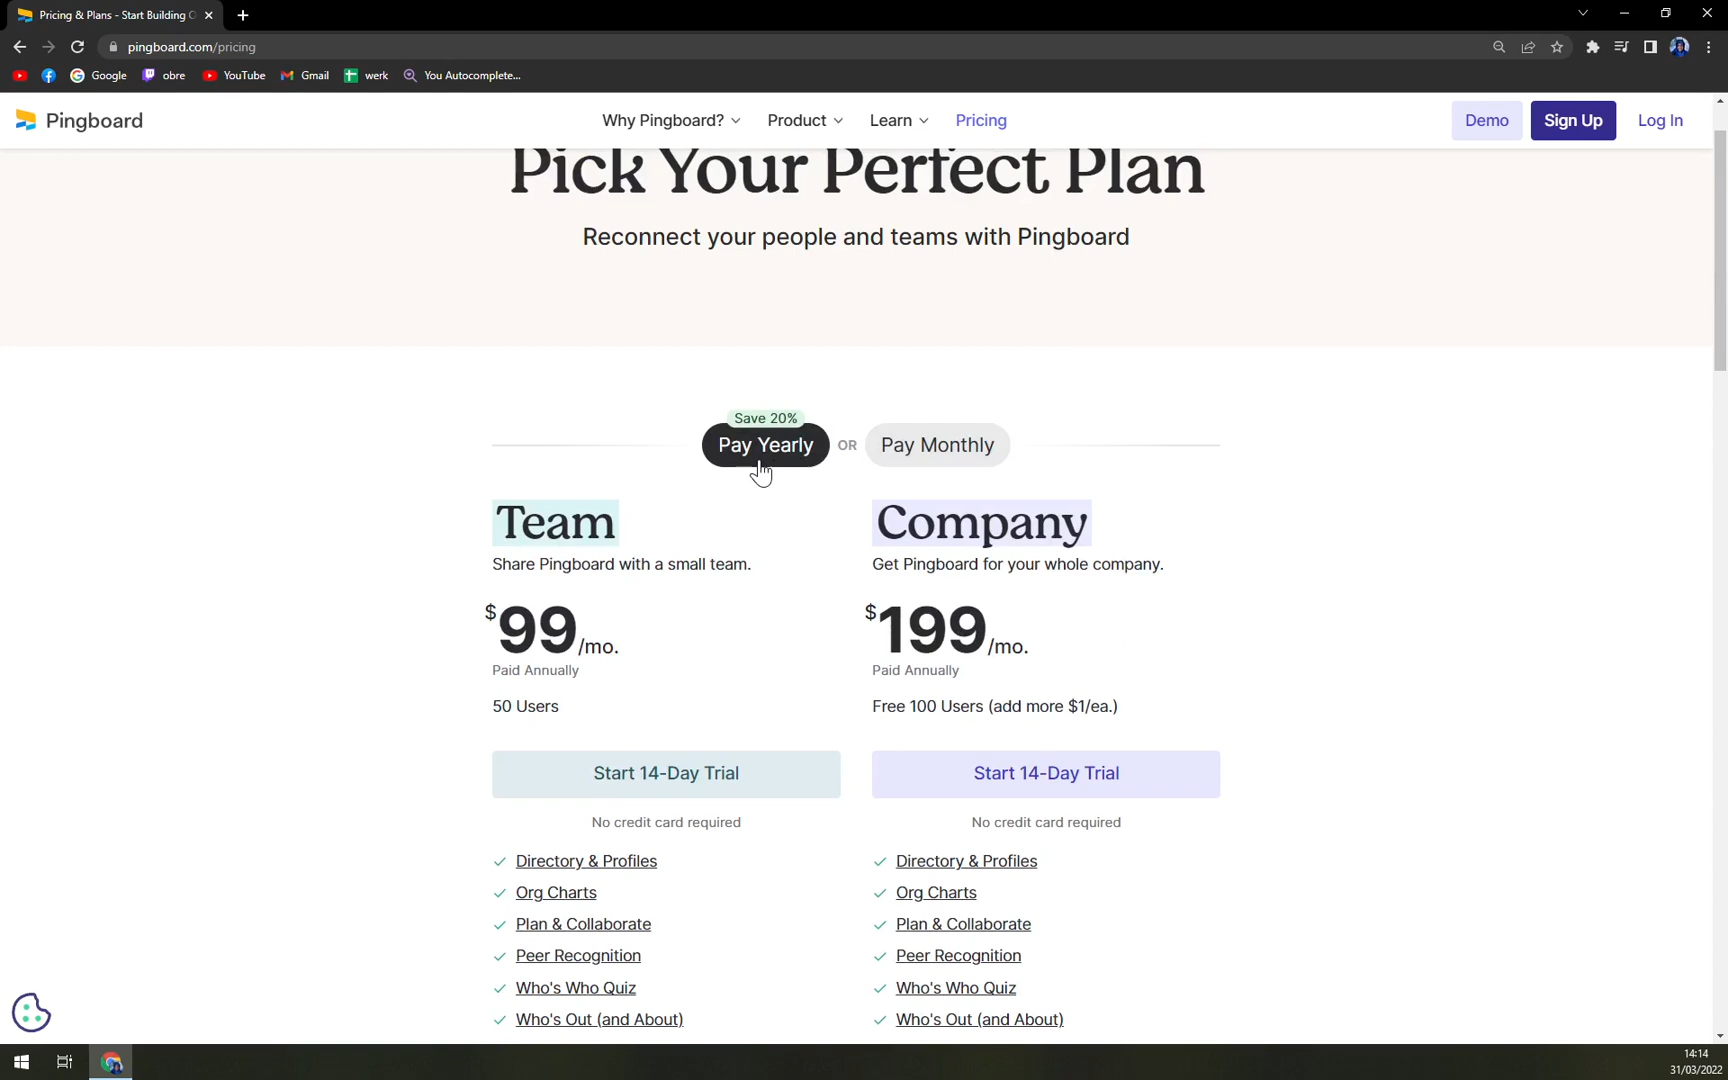 Pricing & Plans - Start Building O
pingboard.com/pricing
Google
obre
YouTube
Gmail
werk
You Autocomplete...
Pingboard
Why Pingboard?
Product
Learn
Pricing
Demo
Sign Up
Log In
Pick Your Perfect Plan
Reconnect your people and teams with Pingboard
Save 20%
Pay Yearly
OR
Pay Monthly
Team
Share Pingboard with a small team.
$99/mo.
Paid Annually
50 Users
Start 14-Day Trial
No credit card required
Directory & Profiles
Org Charts
Plan & Collaborate
Peer Recognition
Who's Who Quiz
Who's Out (and About)
Company
Get Pingboard for your whole company.
$199/mo.
Paid Annually
Free 100 Users (add more $1/ea.)
Start 14-Day Trial
No credit card required
Directory & Profiles
Org Charts
Plan & Collaborate
Peer Recognition
Who's Who Quiz
Who's Out (and About)
14:14
31/03/2022